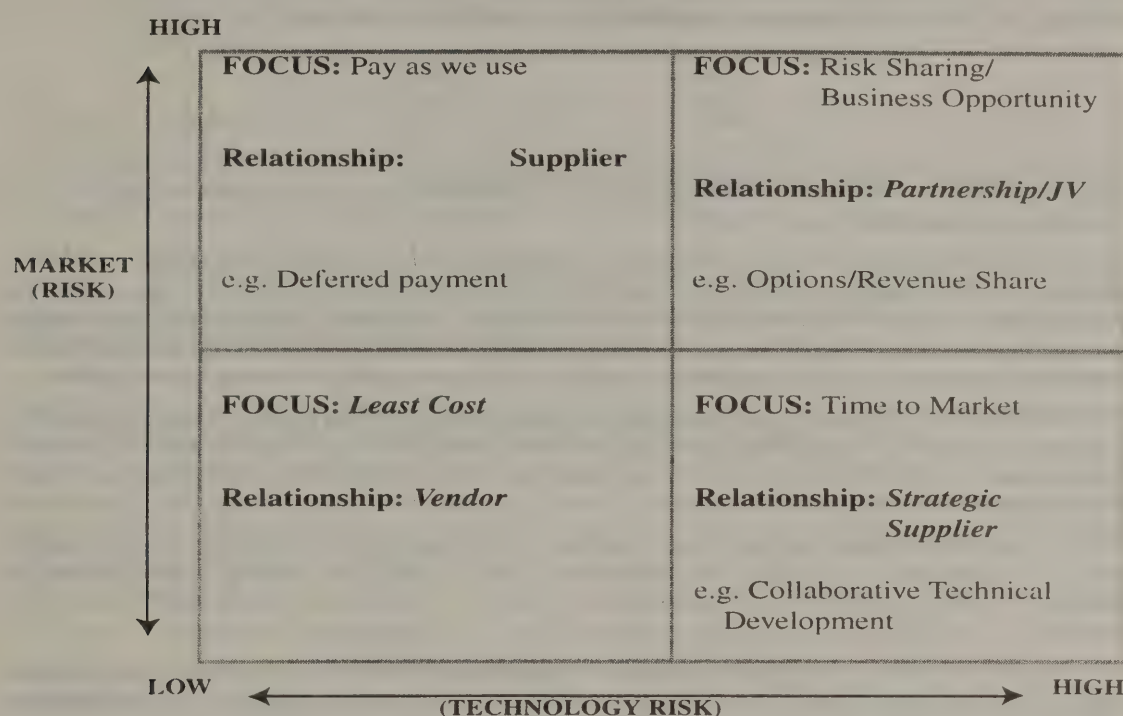 HIGH
FOCUS: Pay as we use
Relationship: Supplier
e.g. Deferred payment
FOCUS: Risk Sharing/
Business Opportunity
Relationship: Partnership/JV
e.g. Options/Revenue Share
MARKET
(RISK)
FOCUS: Least Cost
Relationship: Vendor
FOCUS: Time to Market
Relationship: Strategic
Supplier
e.g. Collaborative Technical
Development
LOW
HIGH
(TECHNOLOGY RISK)